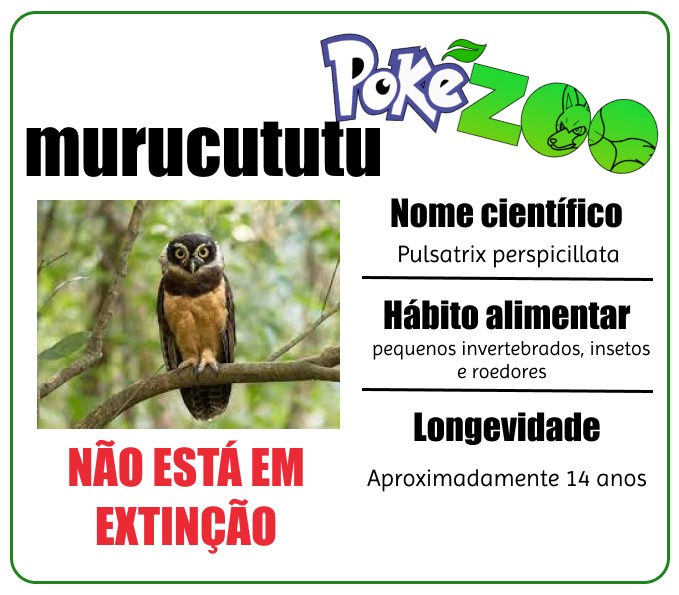 PoKéZOO
murucututu
Nome científico
Pulsatrix perspicillata
Hábito alimentar
pequenos invertebrados, insetos
e roedores
Longevidade
Aproximadamente 14 anos
NÃO ESTÁ EM
EXTINÇÃO